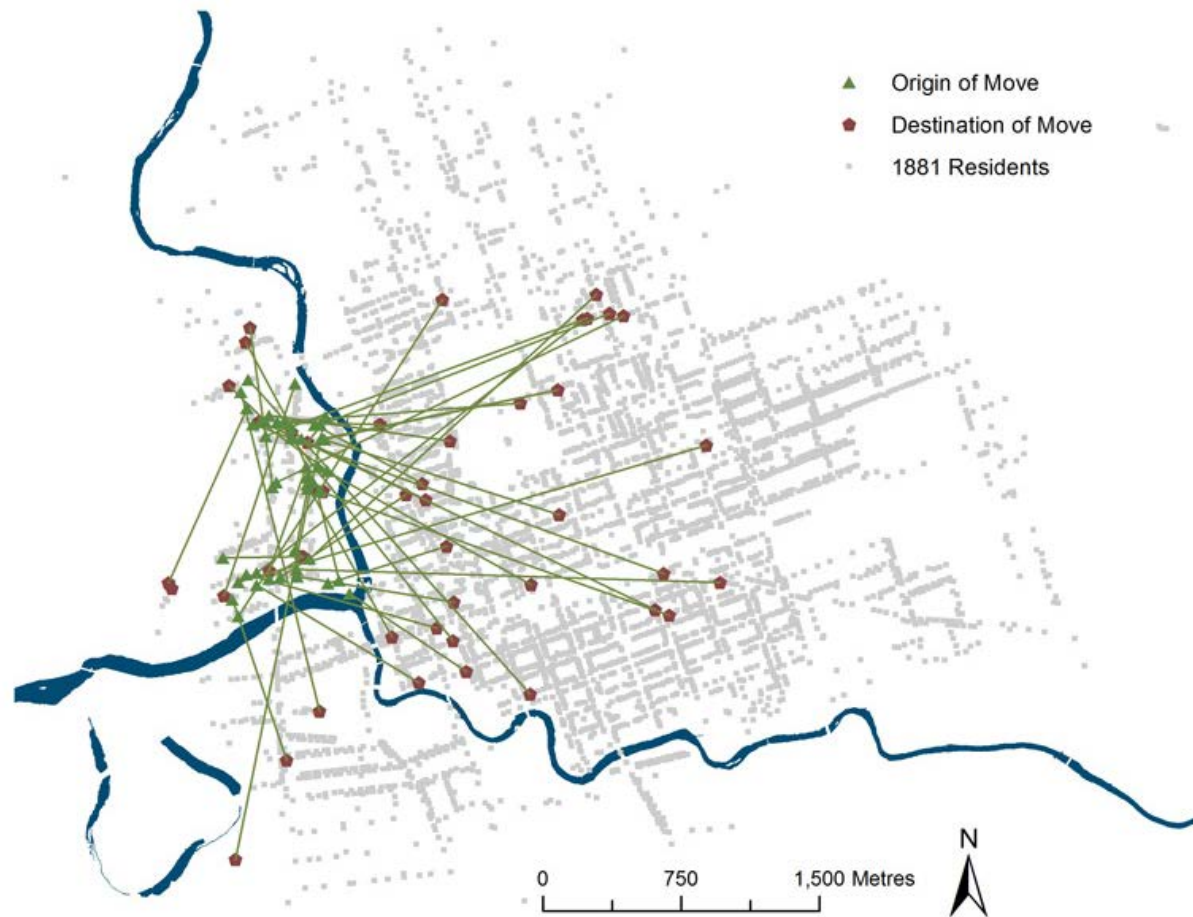 Origin of Move
Destination of Move
1881 Residents
N
0 750 1,500 Metres